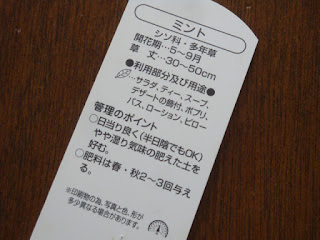 ミント
シソ科・多年草
開花期…5～9月
草　丈…30～50cm
●利用部分及び用途●
…サラダ、ティー、スープ、
デザートの飾付、ポプリ、
バス、ローション、ピロー
管理のポイント
○日当り良く(半日陰でもOK)
やや湿り気味の肥えた土を
好む。
○肥料は春・秋2～3回与え
る。
※印刷物の為、写真と色、形が
多少異なる場合があります。